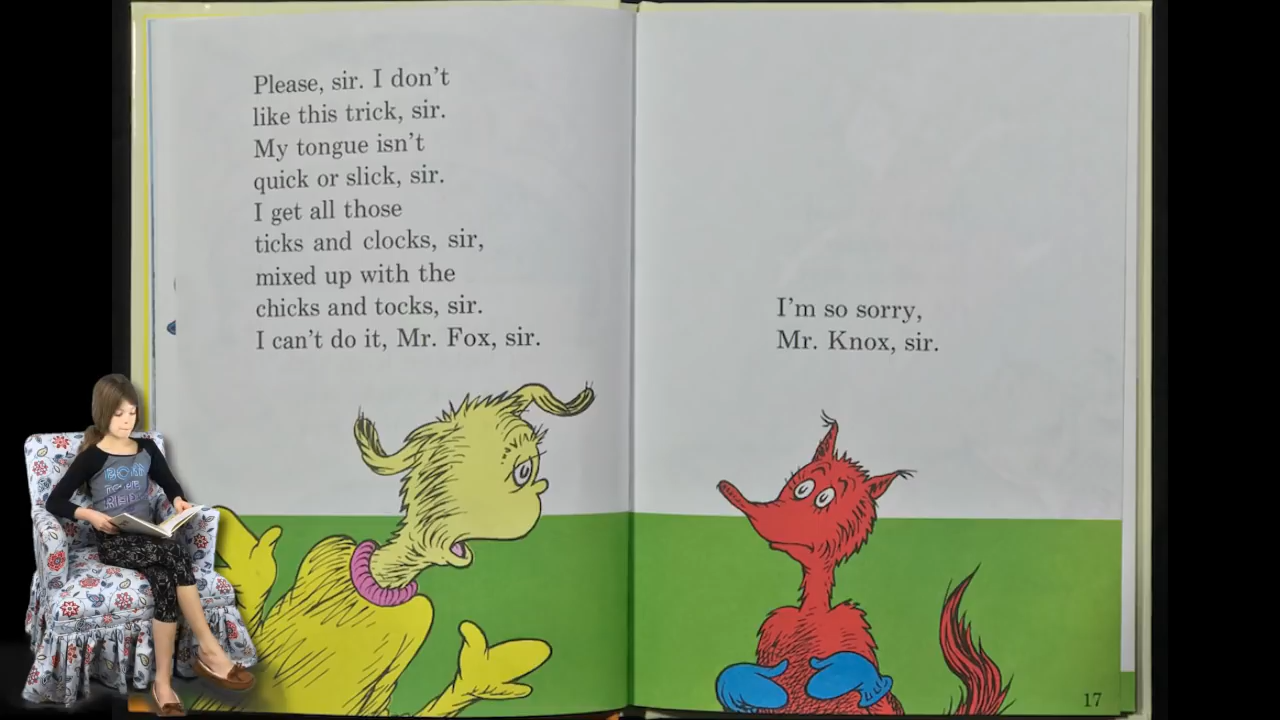 Please, sir. I don't
like this trick, sir.
My tongue isn't
quick or slick, sir.
I get all those
ticks and clocks, sir,
mixed up with the
chicks and tocks, sir.
I can't do it, Mr. Fox, sir.
I'm so sorry,
Mr. Knox, sir.
17